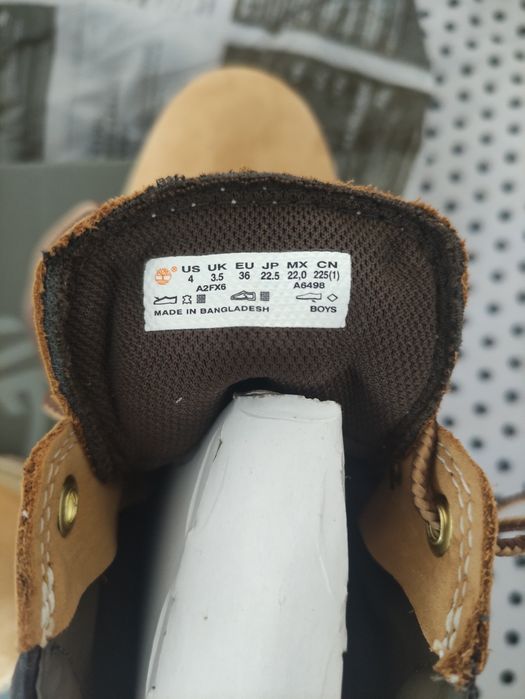 ® US UK EU JP MX CN
4 3.5 36 22.5 22,0 225(1)
A2FX6 A6498
MADE IN BANGLADESH BOYS